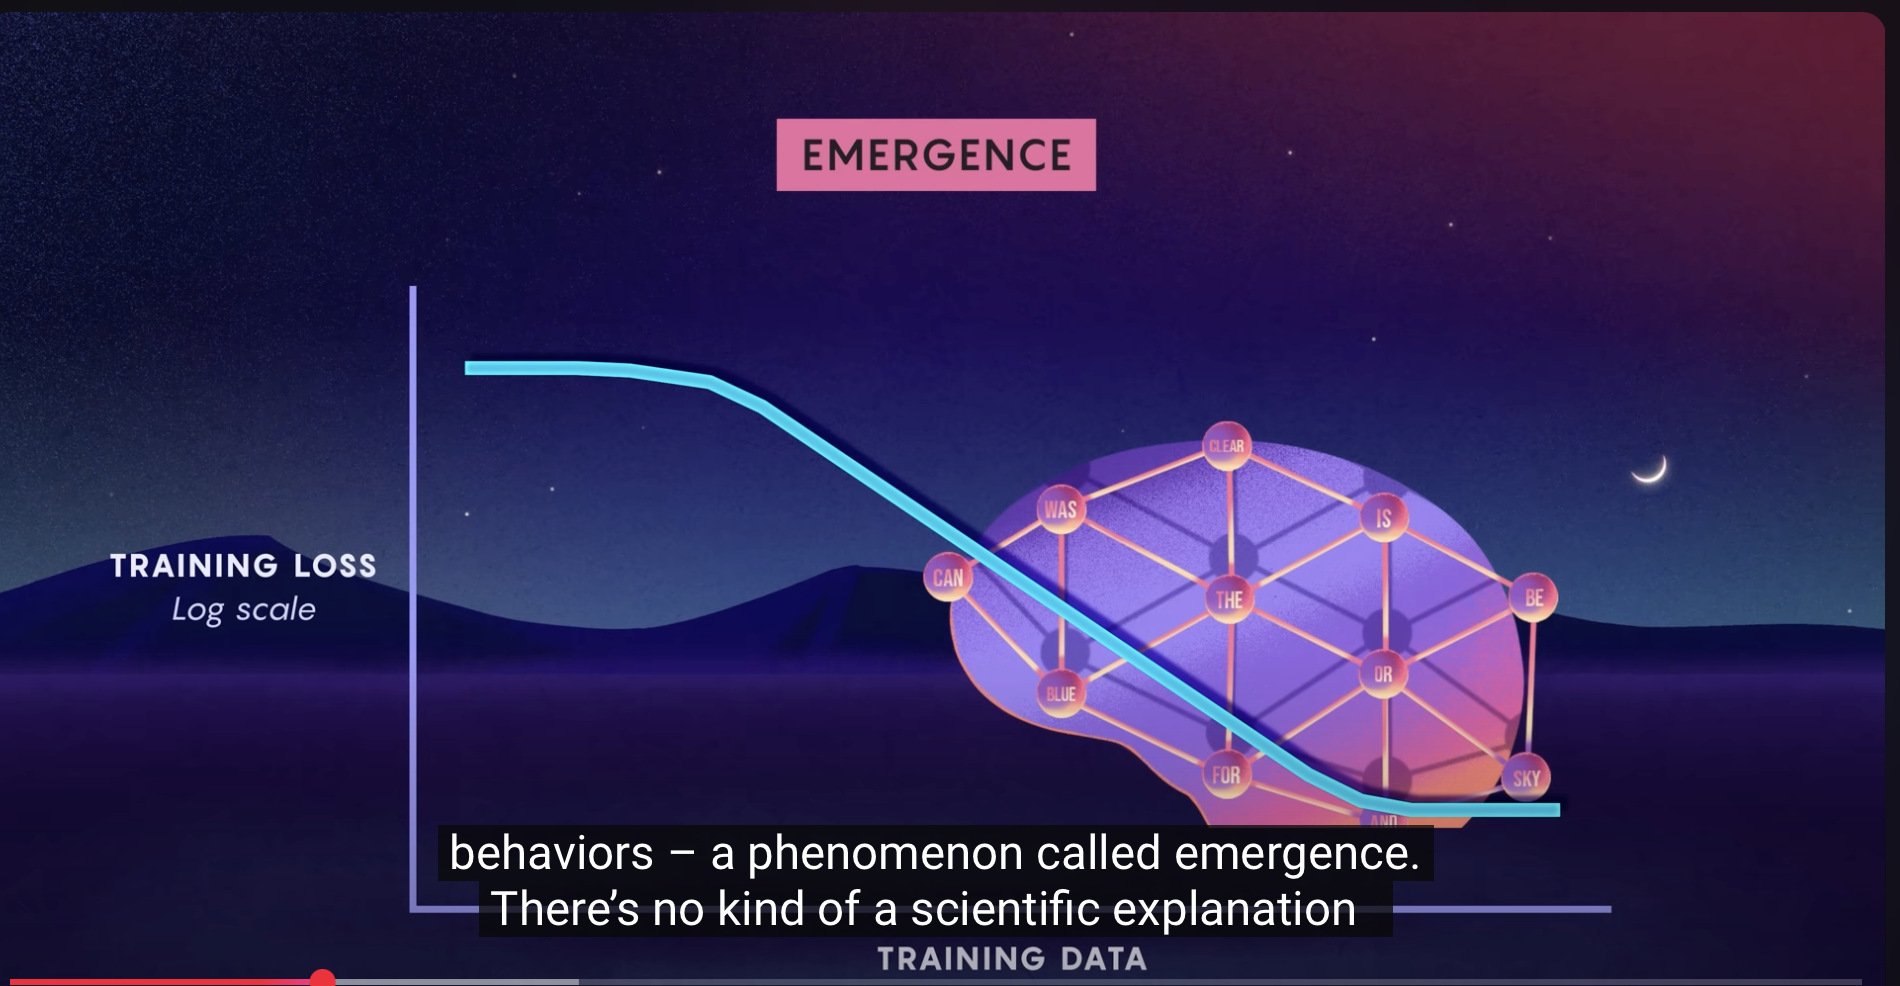 EMERGENCE
CLEAR
WAS
IS
CAN
THE
BE
TRAINING LOSS
Log scale
BLUE
OR
FOR
SKY
AND
behaviors – a phenomenon called emergence.
There’s no kind of a scientific explanation
TRAINING DATA